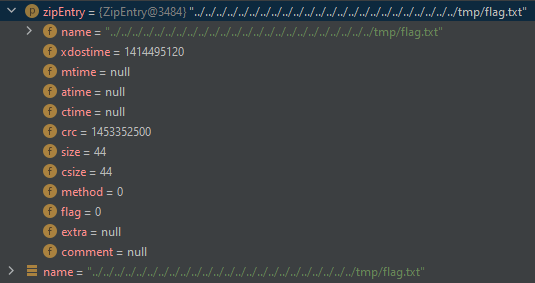 zipEntry = {ZipEntry@3484} "../../../../../../../../../../../../../../../../../../../../../../../../tmp/flag.txt"
name = "../../../../../../../../../../../../../../../../../../../../../../../../tmp/flag.txt"
xdostime = 1414495120
mtime = null
atime = null
ctime = null
crc = 1453352500
size = 44
csize = 44
method = 0
flag = 0
extra = null
comment = null
name = "../../../../../../../../../../../../../../../../../../../../../../../../tmp/flag.txt"